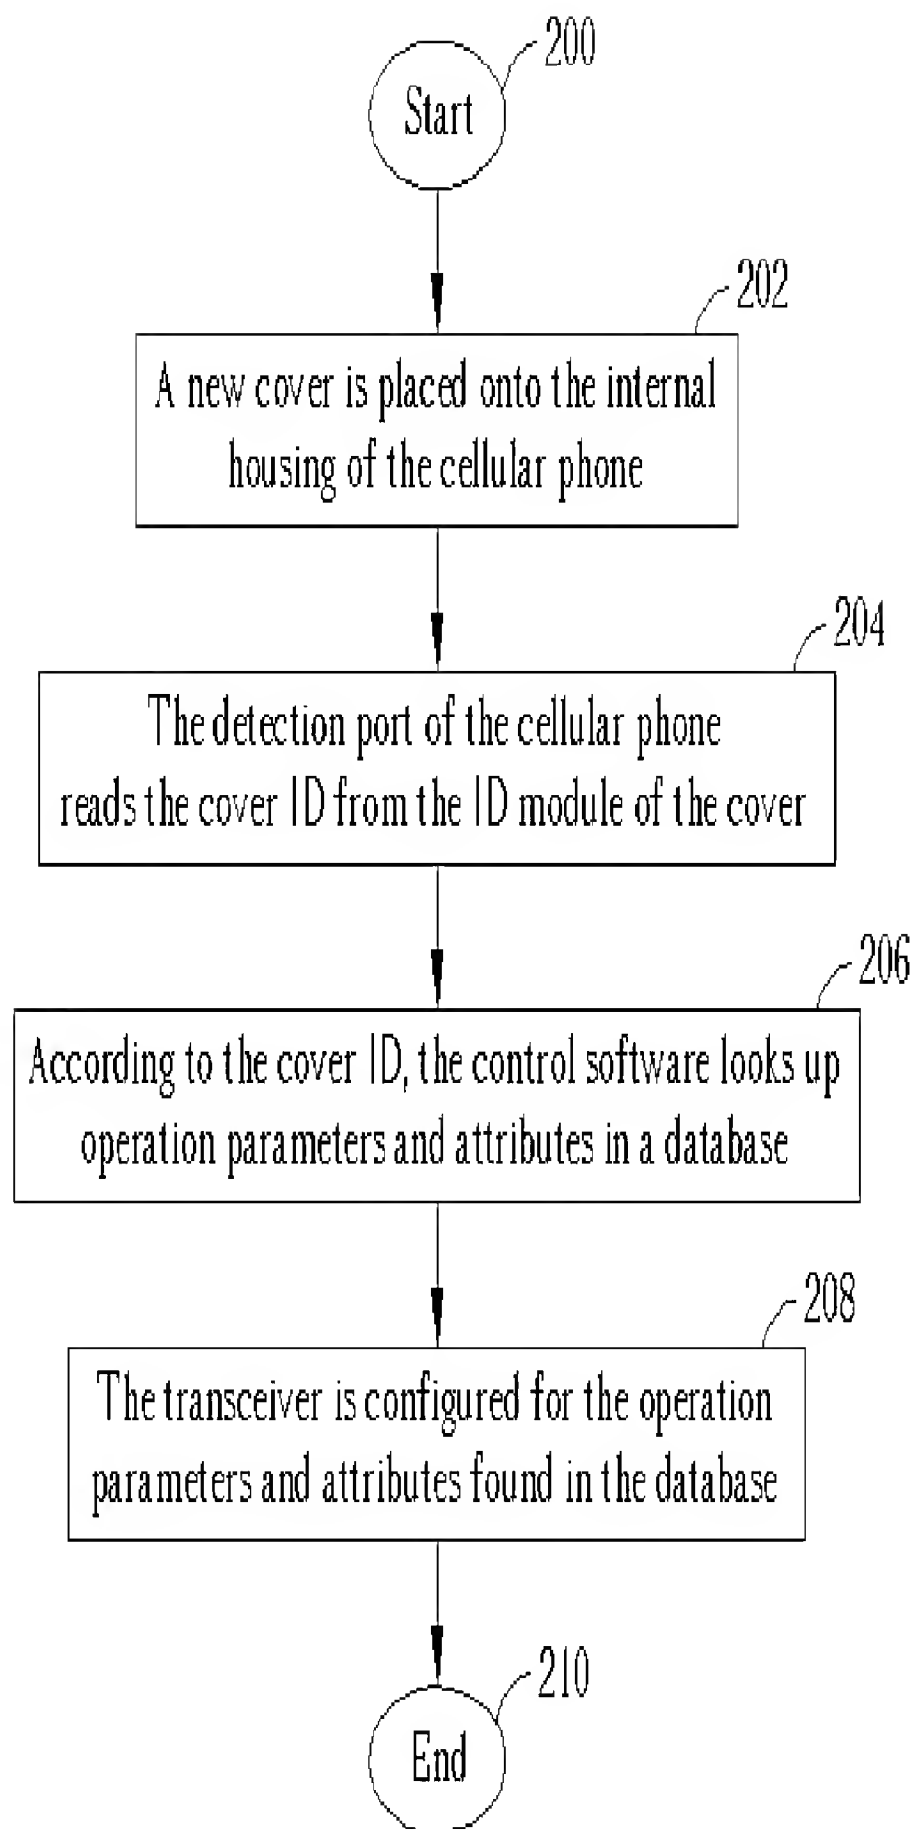 200
Start
202
A new cover is placed onto the internal
housing of the cellular phone
204
The detection port of the cellular phone
reads the cover ID from the ID module of the cover
206
According to the cover ID, the control software looks up
operation parameters and attributes in a database
208
The transceiver is configured for the operation
parameters and attributes found in the database
210
End